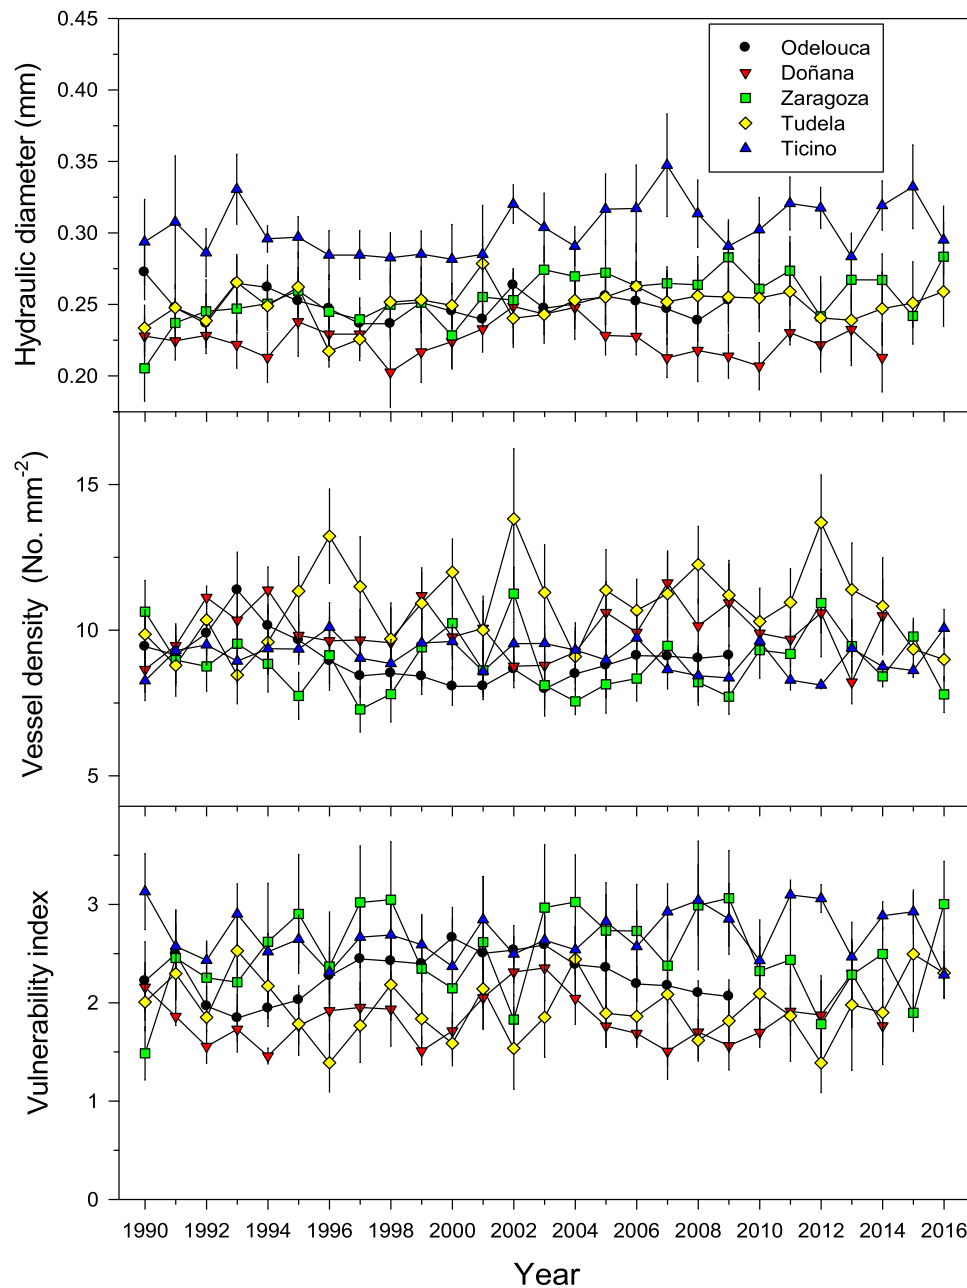 0.45
0.40
0.35
0.30
0.25
0.20
Hydraulic diameter (mm)
Odelouca
Doñana
Zaragoza
Tudela
Ticino
15
10
5
Vessel density (No. mm⁻²)
3
2
1
0
Vulnerability index
1990 1992 1994 1996 1998 2000 2002 2004 2006 2008 2010 2012 2014 2016
Year